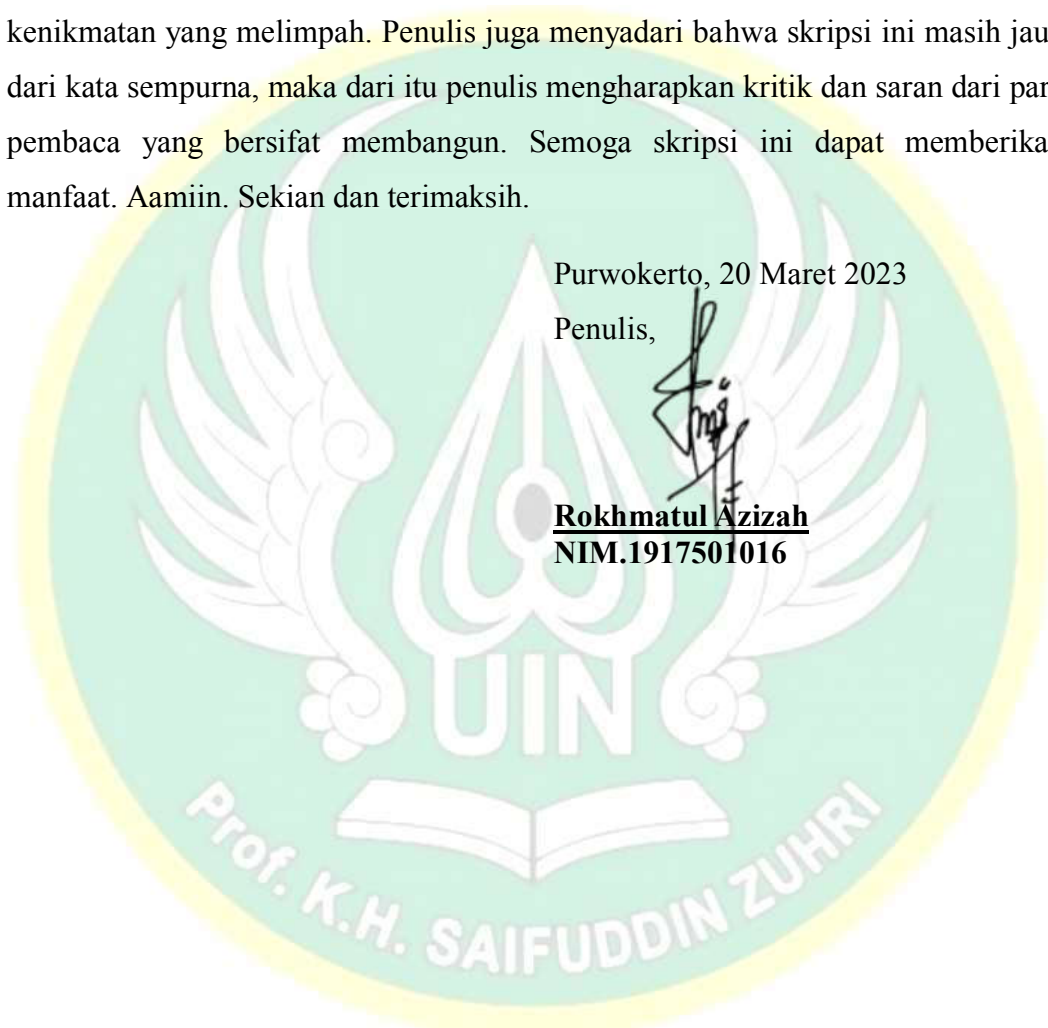 kenikmatan yang melimpah. Penulis juga menyadari bahwa skripsi ini masih jau
dari kata sempurna, maka dari itu penulis mengharapkan kritik dan saran dari par
pembaca yang bersifat membangun. Semoga skripsi ini dapat memberika
manfaat. Aamiin. Sekian dan terimaksih.
Purwokerto, 20 Maret 2023
Penulis,
Rokhmatul Azizah
NIM.1917501016
UIN
Prof. K.H. SAIFUDDIN ZUHRI